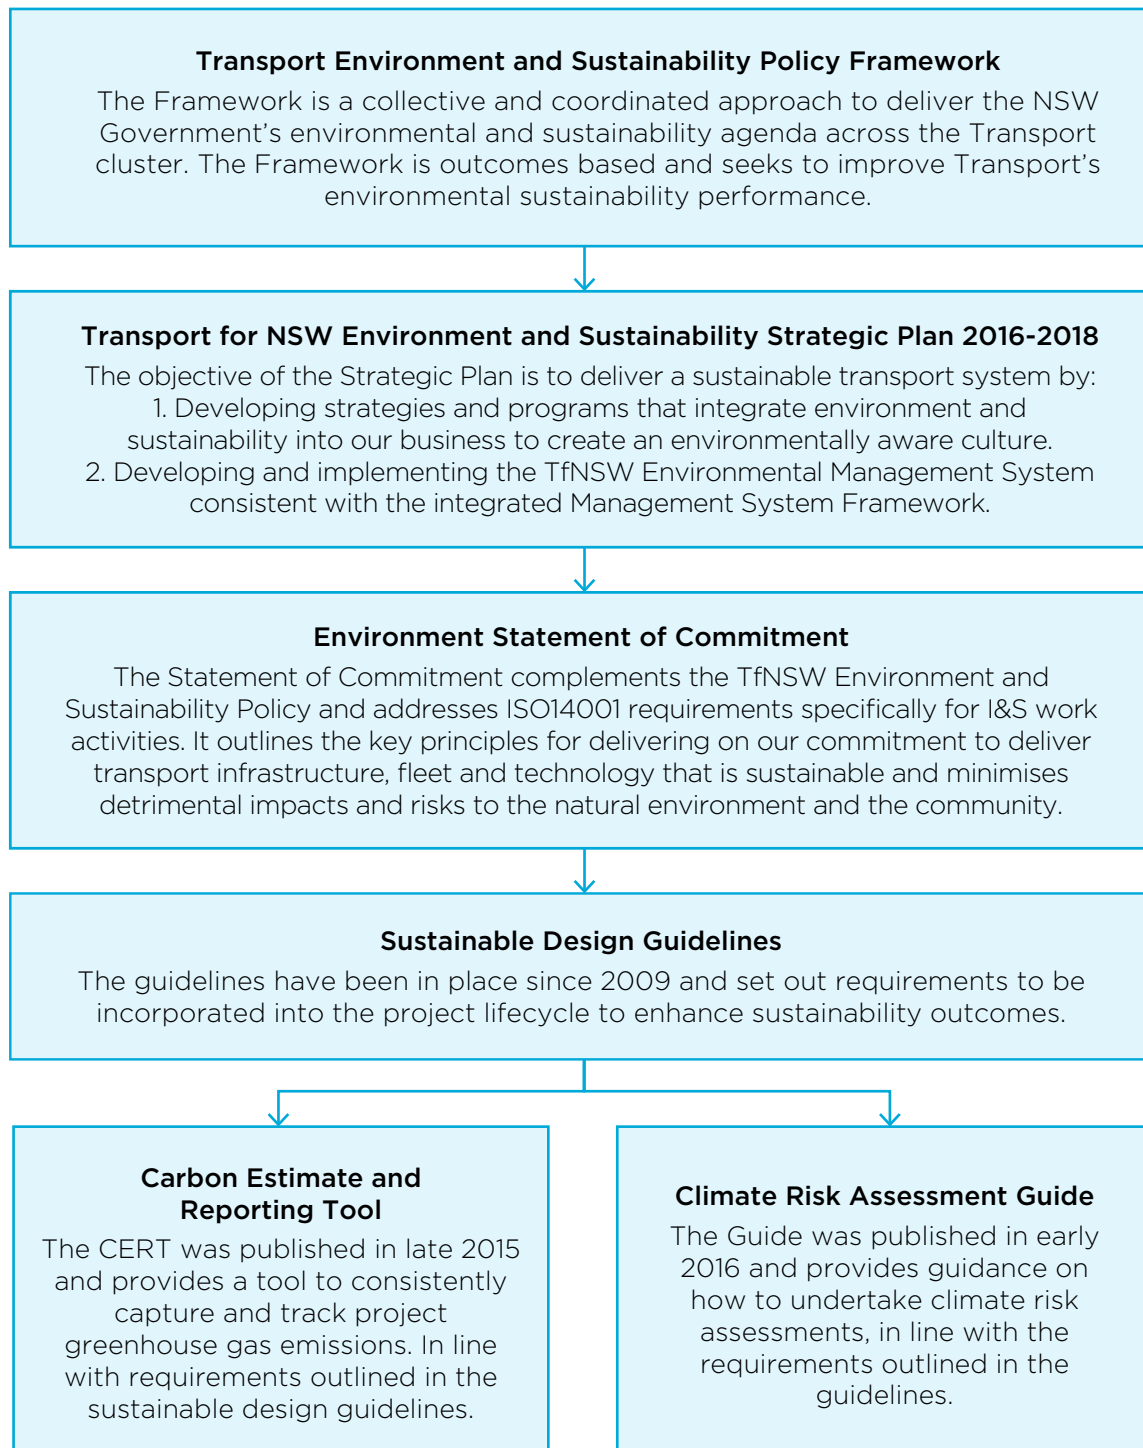 Transport Environment and Sustainability Policy Framework
The Framework is a collective and coordinated approach to deliver the NSW
Government’s environmental and sustainability agenda across the Transport
cluster. The Framework is outcomes based and seeks to improve Transport’s
environmental sustainability performance.
Transport for NSW Environment and Sustainability Strategic Plan 2016-2018
The objective of the Strategic Plan is to deliver a sustainable transport system by:
1. Developing strategies and programs that integrate environment and
sustainability into our business to create an environmentally aware culture.
2. Developing and implementing the TfNSW Environmental Management System
consistent with the integrated Management System Framework.
Environment Statement of Commitment
The Statement of Commitment complements the TfNSW Environment and
Sustainability Policy and addresses ISO14001 requirements specifically for I&S work
activities. It outlines the key principles for delivering on our commitment to deliver
transport infrastructure, fleet and technology that is sustainable and minimises
detrimental impacts and risks to the natural environment and the community.
Sustainable Design Guidelines
The guidelines have been in place since 2009 and set out requirements to be
incorporated into the project lifecycle to enhance sustainability outcomes.
Carbon Estimate and
Reporting Tool
The CERT was published in late 2015
and provides a tool to consistently
capture and track project
greenhouse gas emissions. In line
with requirements outlined in the
sustainable design guidelines.
Climate Risk Assessment Guide
The Guide was published in early
2016 and provides guidance on
how to undertake climate risk
assessments, in line with the
requirements outlined in the
guidelines.